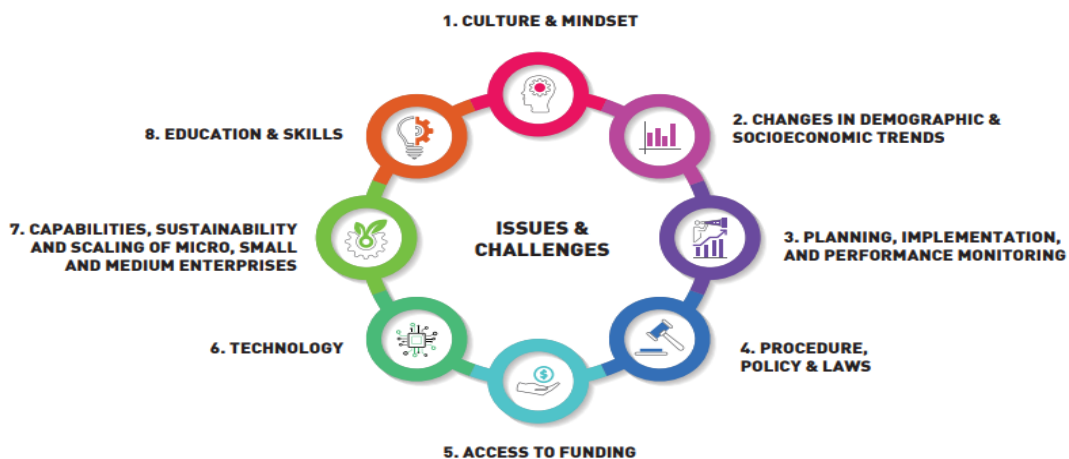 1. CULTURE & MINDSET
2. CHANGES IN DEMOGRAPHIC &
SOCIOECONOMIC TRENDS
3. PLANNING, IMPLEMENTATION,
AND PERFORMANCE MONITORING
4. PROCEDURE,
POLICY & LAWS
5. ACCESS TO FUNDING
6. TECHNOLOGY
7. CAPABILITIES, SUSTAINABILITY
AND SCALING OF MICRO, SMALL
AND MEDIUM ENTERPRISES
8. EDUCATION & SKILLS
ISSUES &
CHALLENGES
$